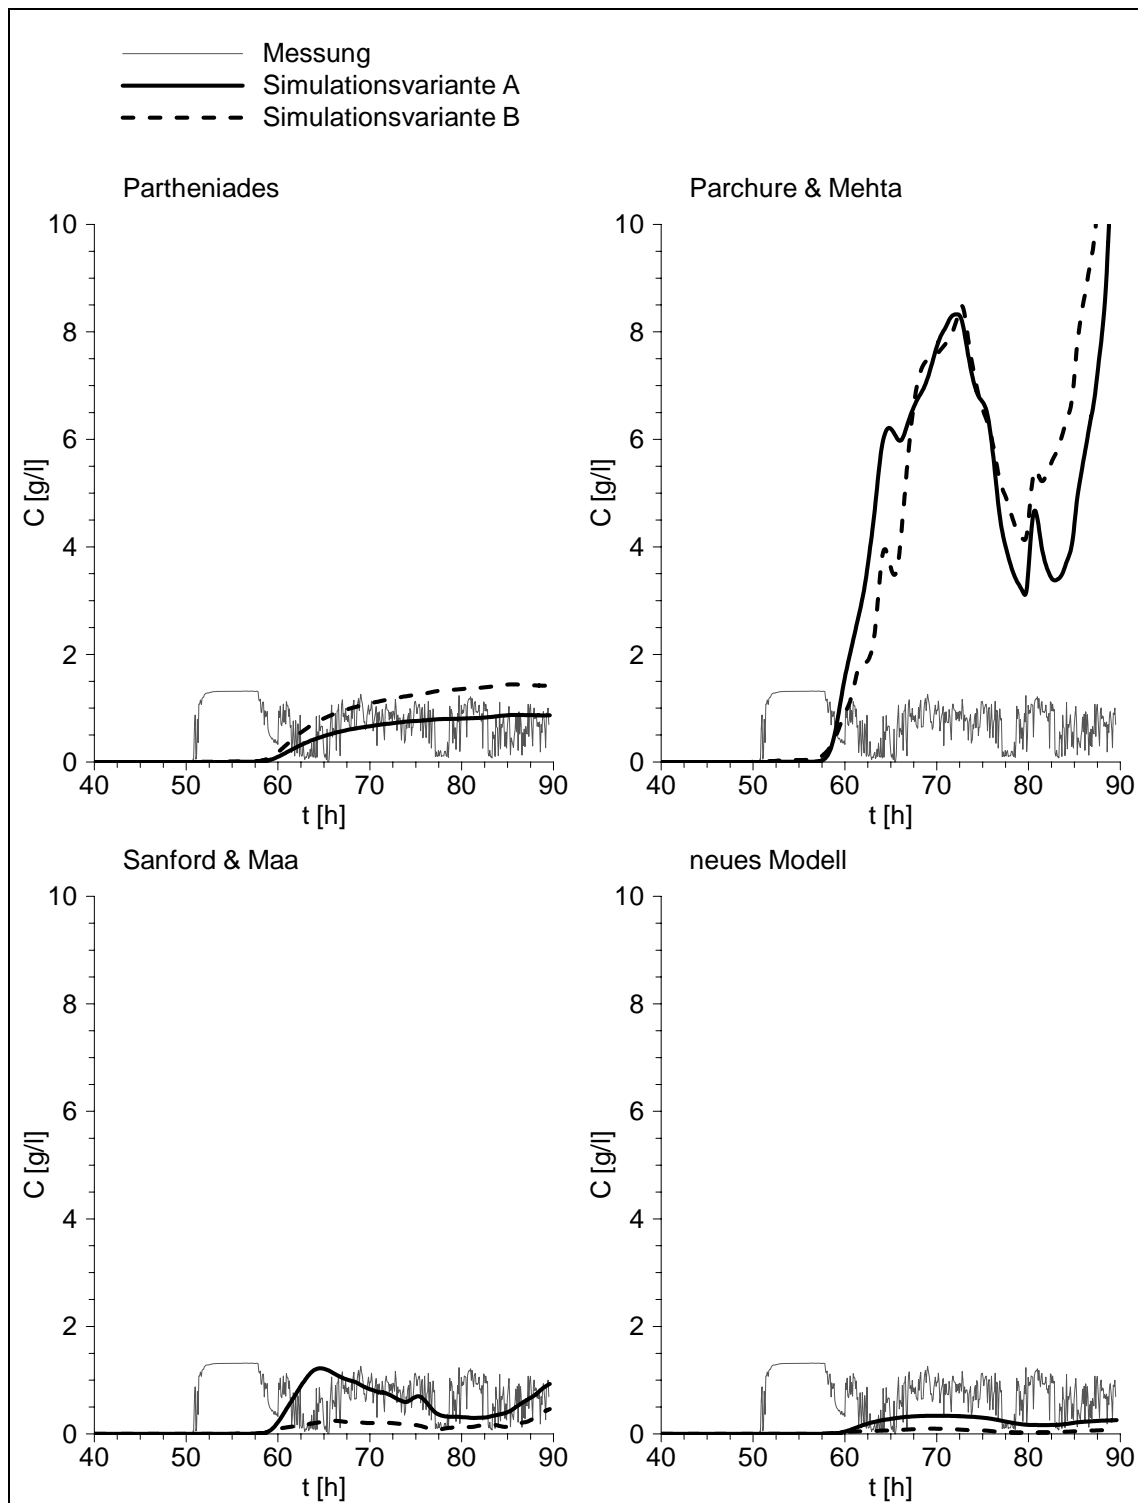 Messung
Simulationsvariante A
Simulationsvariante B
Partheniades
10
8
6
4
2
0
C [g/l]
40 50 60 70 80 90
t [h]
Parchure & Mehta
10
8
6
4
2
0
C [g/l]
40 50 60 70 80 90
t [h]
Sanford & Maa
10
8
6
4
2
0
C [g/l]
40 50 60 70 80 90
t [h]
neues Modell
10
8
6
4
2
0
C [g/l]
40 50 60 70 80 90
t [h]